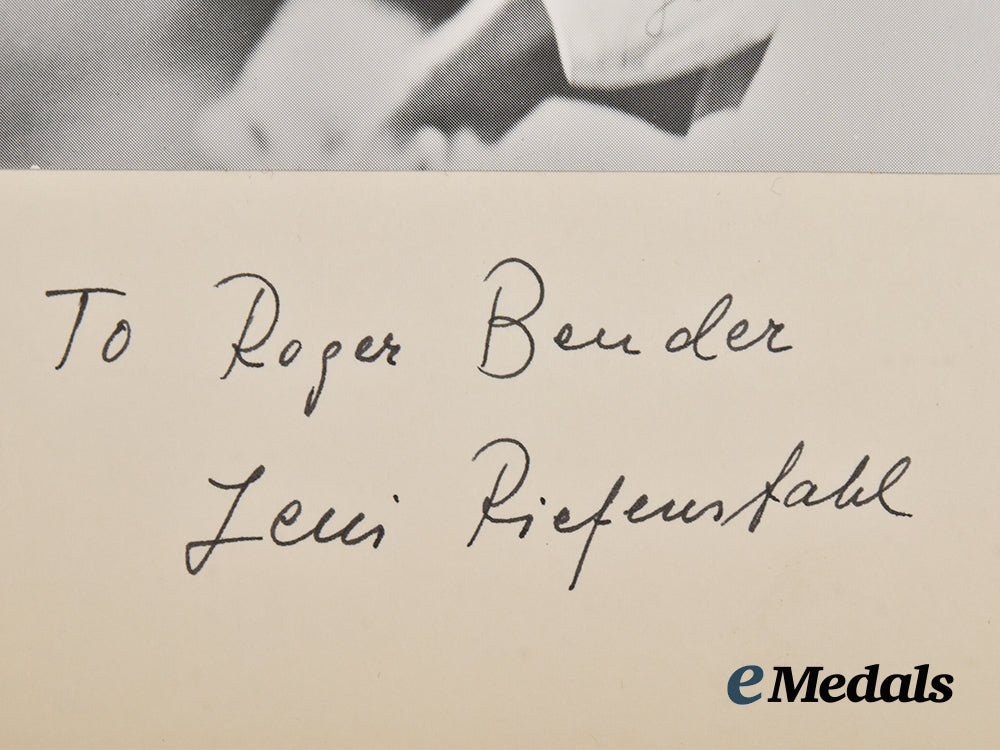 To Roger Bender
Leni Riefenstahl
eMedals